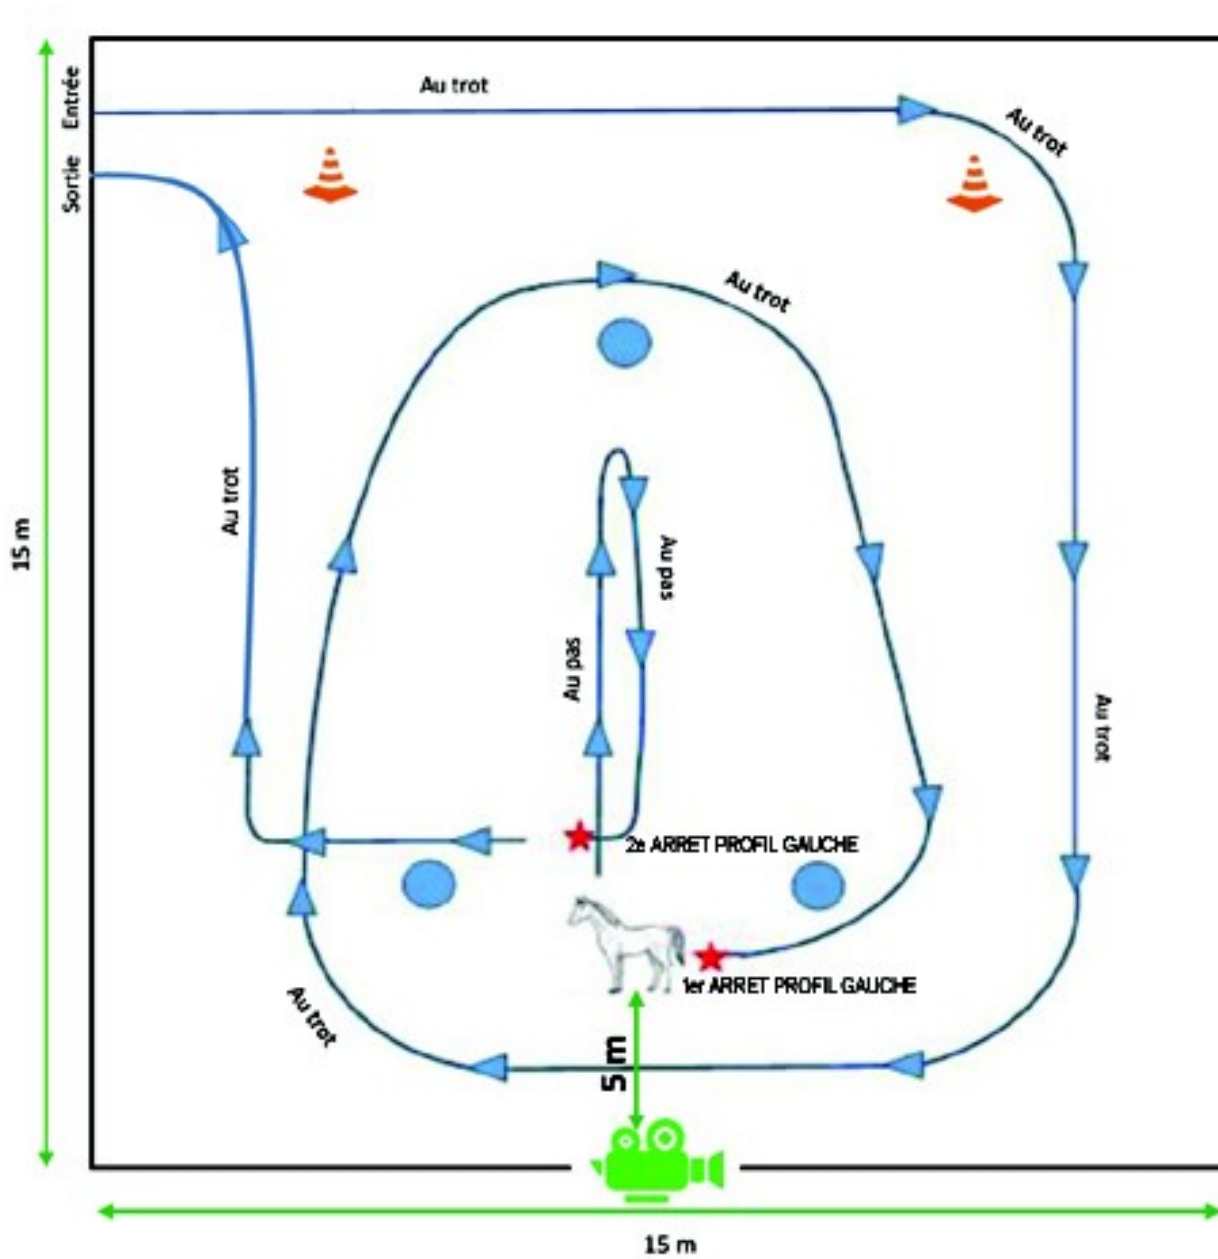 Entrée
Au trot
Au trot
Sortie
Au trot
Au trot
15 m
Au pas
Au pas
Au trot
2è ARRET PROFIL GAUCHE
1er ARRET PROFIL GAUCHE
Au trot
5 m
15 m